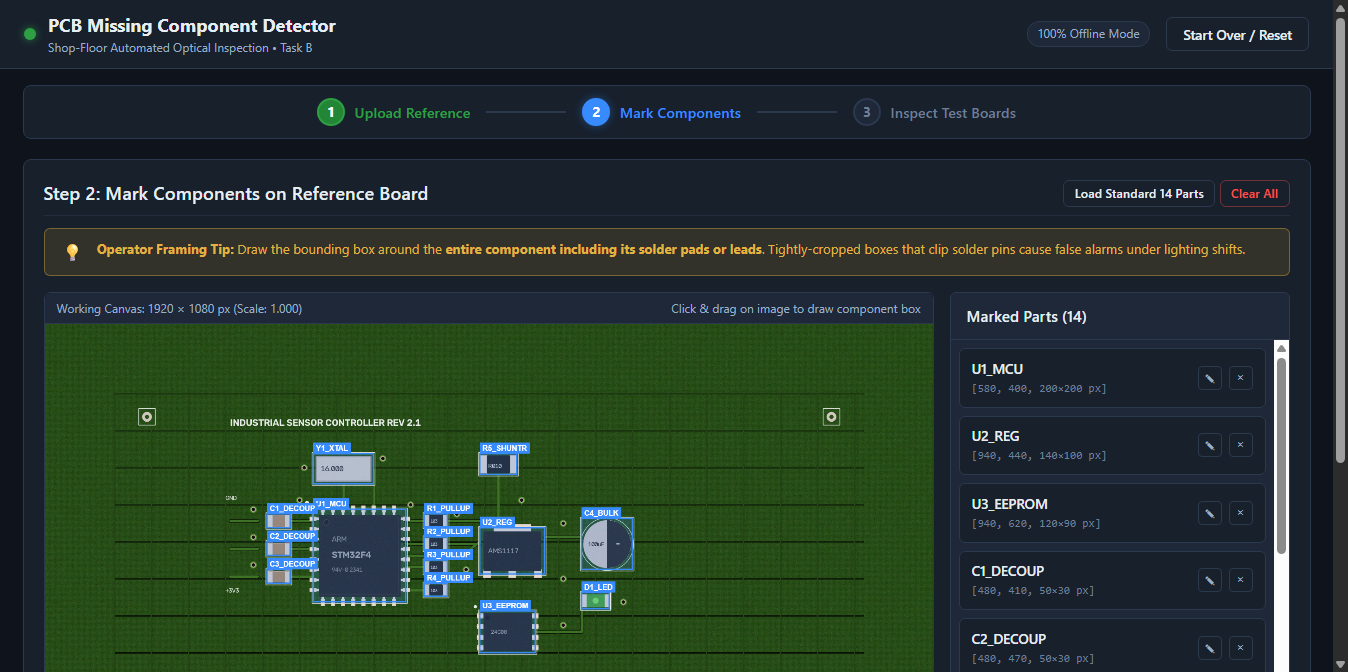 PCB Missing Component Detector
Shop-Floor Automated Optical Inspection • Task B
100% Offline Mode
Start Over / Reset
1 Upload Reference
2 Mark Components
3 Inspect Test Boards
Step 2: Mark Components on Reference Board
Load Standard 14 Parts
Clear All
Operator Framing Tip: Draw the bounding box around the entire component including its solder pads or leads. Tightly-cropped boxes that clip solder pins cause false alarms under lighting shifts.
Working Canvas: 1920 × 1080 px (Scale: 1.000)
Click & drag on image to draw component box
INDUSTRIAL SENSOR CONTROLLER REV 2.1
Y1_XTAL
16.000
R5_SHUNTR
R010
GND
C1_DECOUP
U1_MCU
R1_PULLUP
C4_BULK
U2_REG
C2_DECOUP
R2_PULLUP
ARM
STM32F4
AMS1117
100uF
C3_DECOUP
R3_PULLUP
R4_PULLUP
+3V3
D1_LED
U3_EEPROM
Marked Parts (14)
U1_MCU
[580, 400, 200×200 px]
U2_REG
[940, 440, 140×100 px]
U3_EEPROM
[940, 620, 120×90 px]
C1_DECOUP
[480, 410, 50×30 px]
C2_DECOUP
[480, 470, 50×30 px]